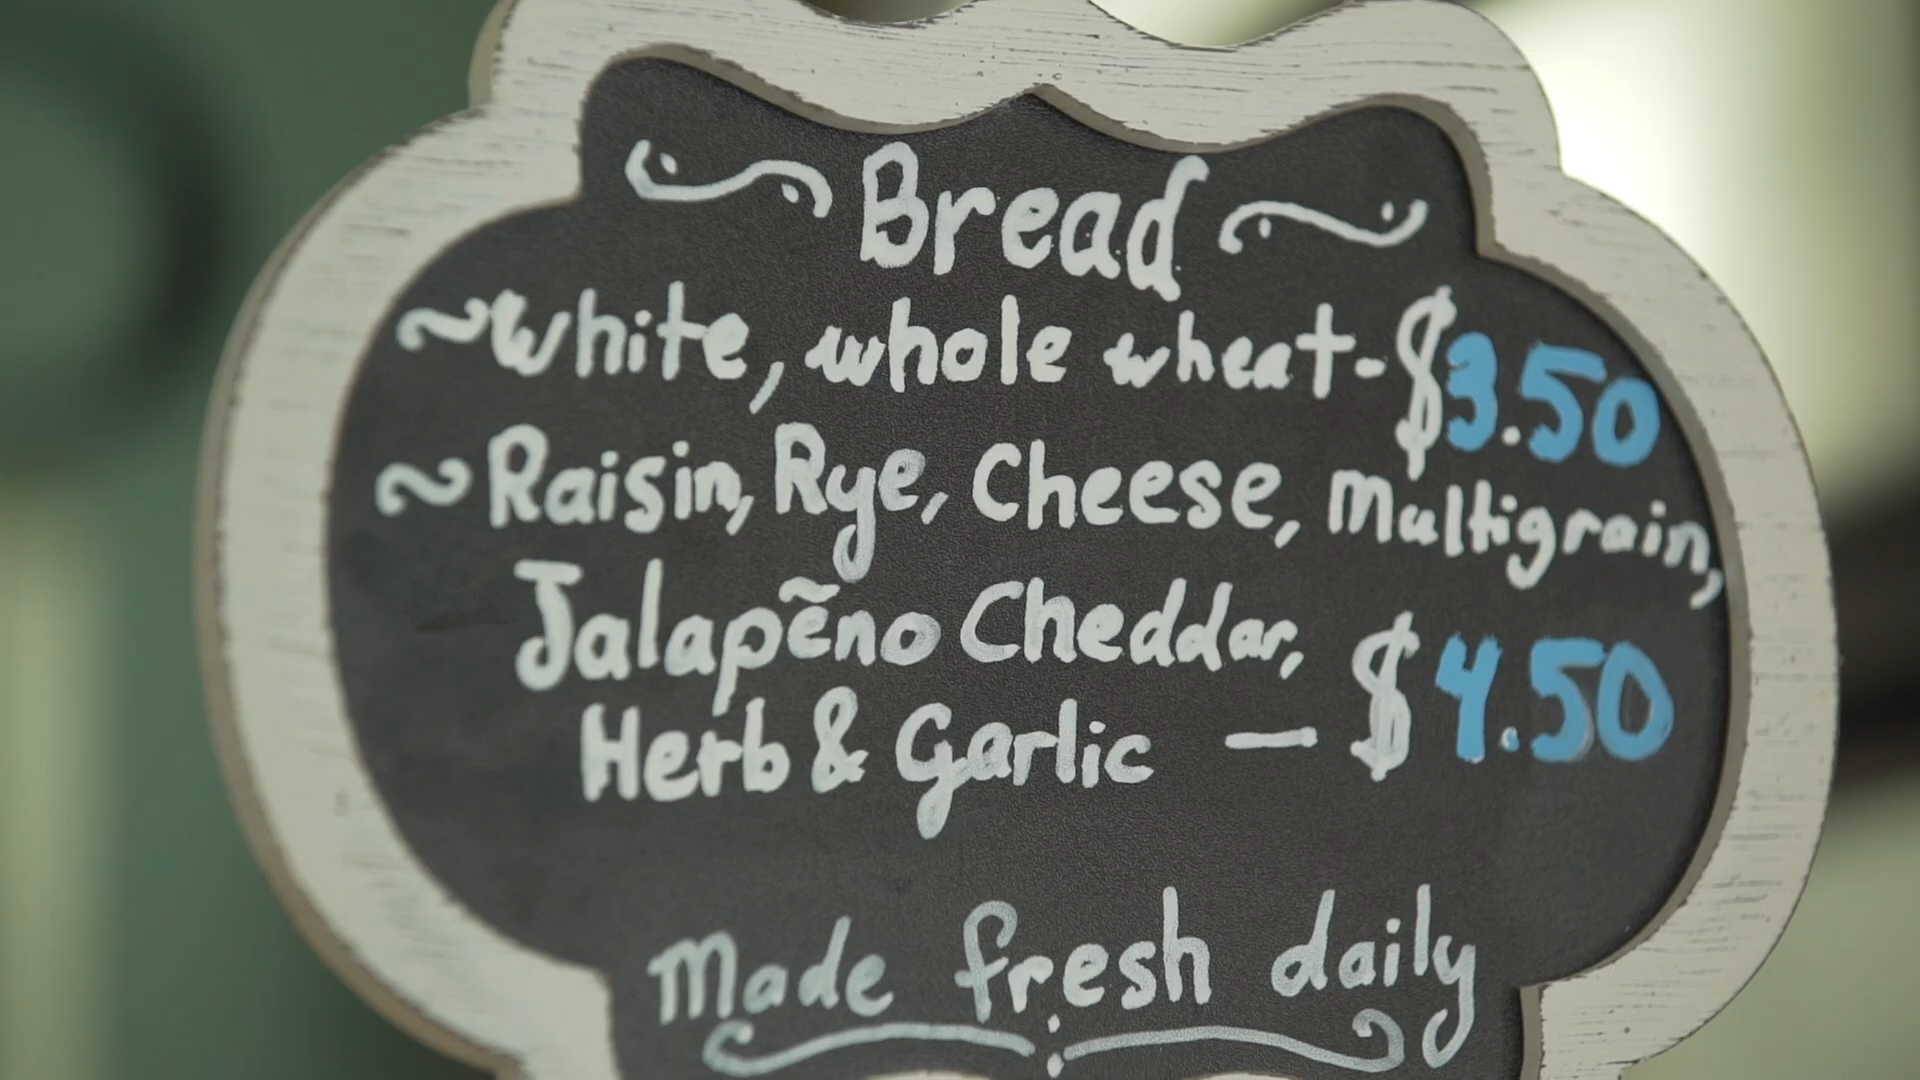 ~ Bread ~
~White, whole wheat-$3.50
~Raisin, Rye, Cheese, Multigrain,
Jalapẽno Cheddar,
Herb & Garlic — $4.50
Made fresh daily